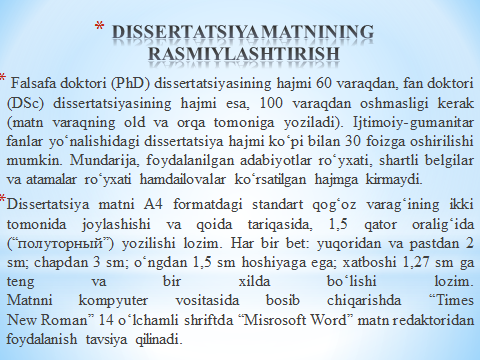 * DISSERTATSIYA MATNINING
RASMIYLASHTIRISH
* Falsafa doktori (PhD) dissertatsiyasining hajmi 60 varaqdan, fan doktori
(DSc) dissertatsiyasining hajmi esa, 100 varaqdan oshmasligi kerak
(matn varaqning old va orqa tomoniga yoziladi). Ijtimoiy-gumanitar
fanlar yo‘nalishidagi dissertatsiya hajmi ko‘pi bilan 30 foizga oshirilishi
mumkin. Mundarija, foydalanilgan adabiyotlar ro‘yxati, shartli belgilar
va atamalar ro‘yxati hamdailovalar ko‘rsatilgan hajmga kirmaydi.
*Dissertatsiya matni A4 formatdagi standart qog‘oz varag‘ining ikki
tomonida joylashishi va qoida tariqasida, 1,5 qator oralig‘ida
(“полуторный”) yozilishi lozim. Har bir bet: yuqoridan va pastdan 2
sm; chapdan 3 sm; o‘ngdan 1,5 sm hoshiyaga ega; xatboshi 1,27 sm ga
teng va bir xilda bo‘lishi lozim.
Matnni kompyuter vositasida bosib chiqarishda “Times
New Roman” 14 o‘lchamli shriftda “Misrosoft Word” matn redaktoridan
foydalanish tavsiya qilinadi.